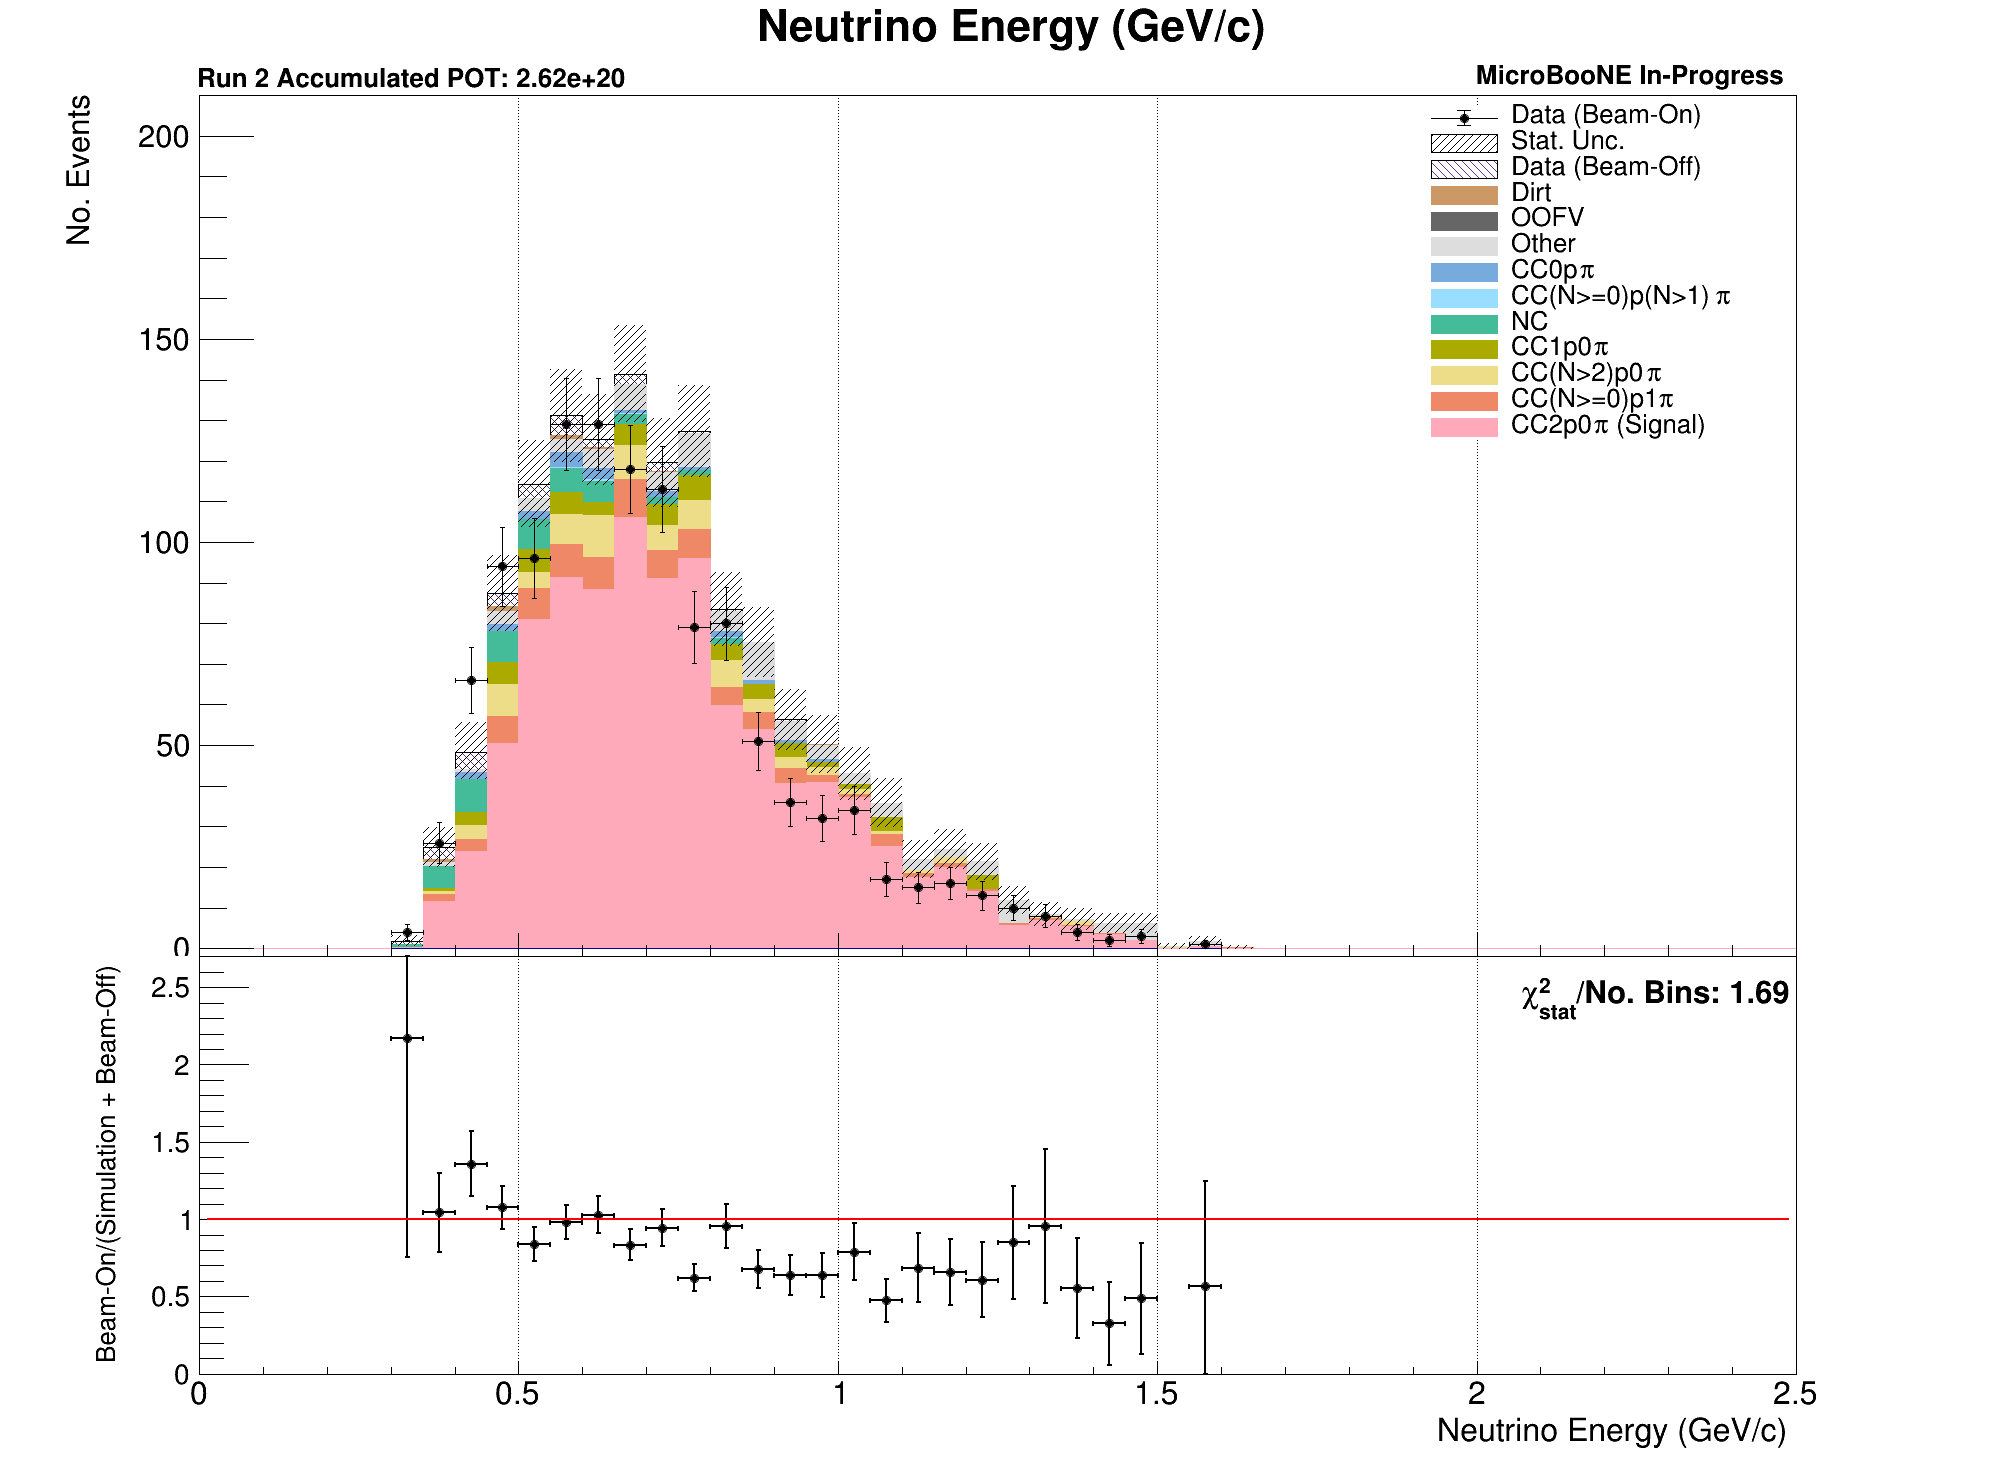 Neutrino Energy (GeV/c)
Run 2 Accumulated POT: 2.62e+20
MicroBooNE In-Progress
No. Events
200
150
100
50
0
Data (Beam-On)
Stat. Unc.
Data (Beam-Off)
Dirt
OOFV
Other
CC0pπ
CC(N>=0)p(N>1) π
NC
CC1p0π
CC(N>2)p0π
CC(N>=0)p1π
CC2p0π (Signal)
Beam-On/(Simulation + Beam-Off)
2.5
2
1.5
1
0.5
0
χ²stat/No. Bins: 1.69
0 0.5 1 1.5 2 2.5
Neutrino Energy (GeV/c)